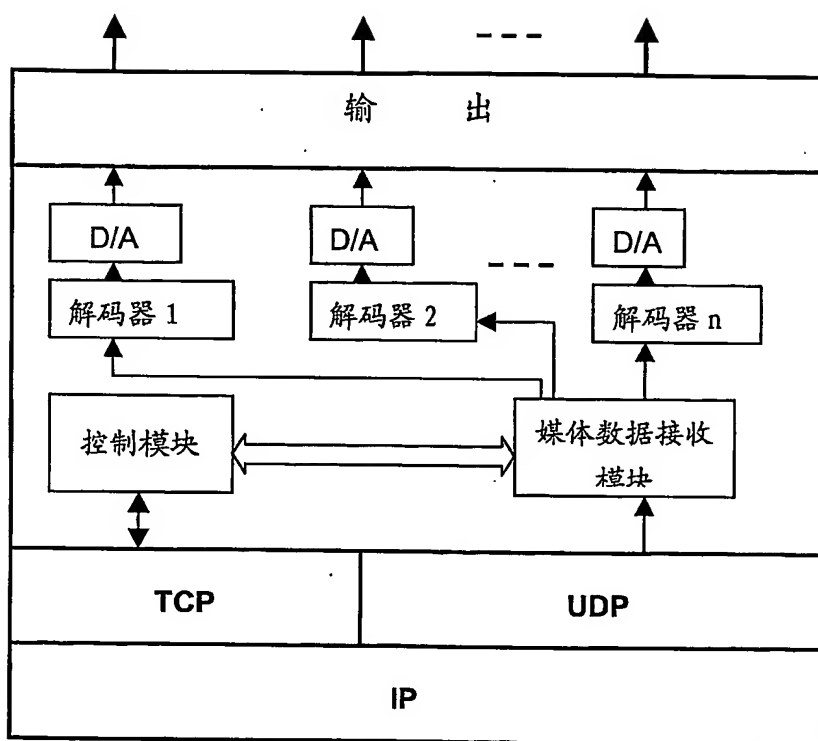 输 出
D/A
D/A
D/A
解码器 1
解码器 2
解码器 n
控制模块
媒体数据接收
模块
TCP
UDP
IP